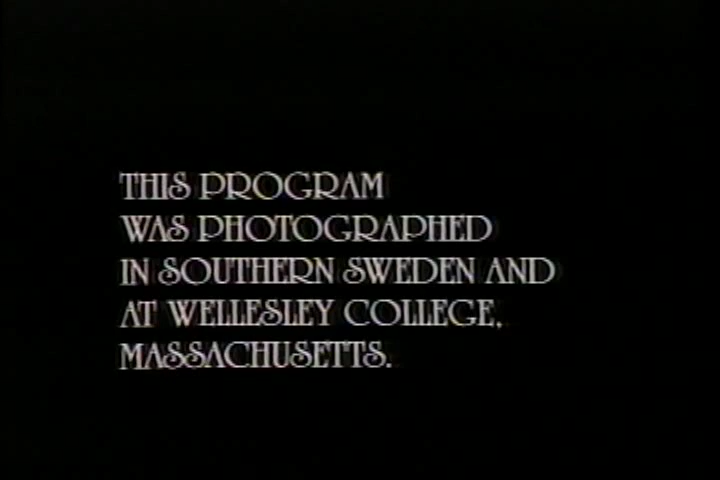 THIS PROGRAM
WAS PHOTOGRAPHED
IN SOUTHERN SWEDEN AND
AT WELLESLEY COLLEGE,
MASSACHUSETTS.